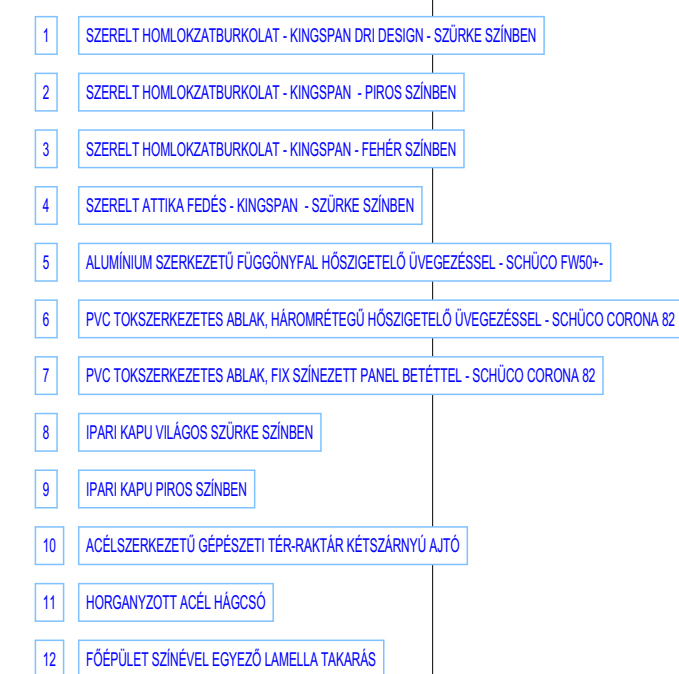 1 SZERELT HOMLOKZATBURKOLAT - KINGSPAN DRI DESIGN - SZÜRKE SZÍNBEN
2 SZERELT HOMLOKZATBURKOLAT - KINGSPAN - PIROS SZÍNBEN
3 SZERELT HOMLOKZATBURKOLAT - KINGSPAN - FEHÉR SZÍNBEN
4 SZERELT ATTIKA FEDÉS - KINGSPAN - SZÜRKE SZÍNBEN
5 ALUMÍNIUM SZERKEZETŰ FÜGGÖNYFAL HŐSZIGETELŐ ÜVEGEZÉSSEL - SCHÜCO FW50+-
6 PVC TOKSZERKEZETES ABLAK, HÁROMRÉTEGŰ HŐSZIGETELŐ ÜVEGEZÉSSEL - SCHÜCO CORONA 82
7 PVC TOKSZERKEZETES ABLAK, FIX SZÍNEZETT PANEL BETÉTTEL - SCHÜCO CORONA 82
8 IPARI KAPU VILÁGOS SZÜRKE SZÍNBEN
9 IPARI KAPU PIROS SZÍNBEN
10 ACÉLSZERKEZETŰ GÉPÉSZETI TÉR-RAKTÁR KÉTSZÁRNYÚ AJTÓ
11 HORGANYZOTT ACÉL HÁGCSÓ
12 FŐÉPÜLET SZÍNÉVEL EGYEZŐ LAMELLA TAKARÁS